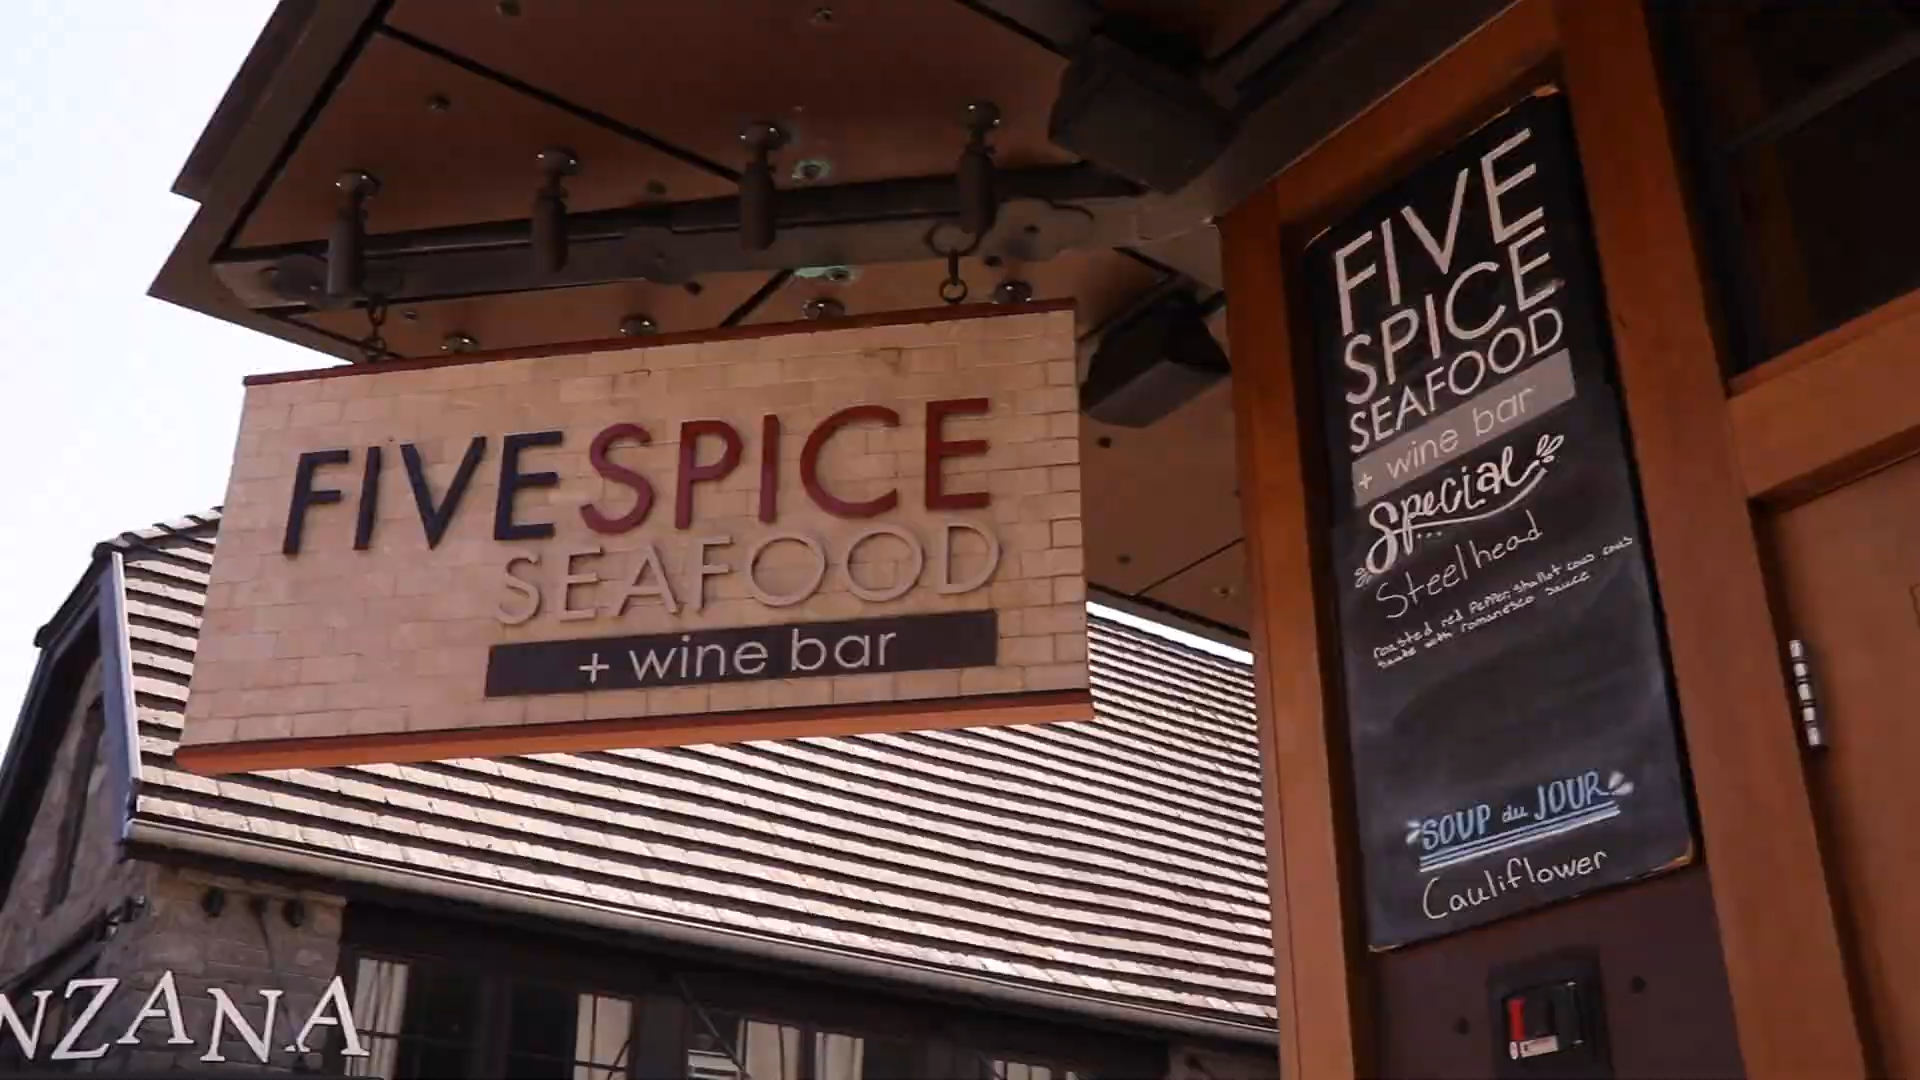 FIVESPICE
SEAFOOD
+ wine bar
FIVE
SPICE
SEAFOOD
+ wine bar
Special
Steelhead
roasted red pepper, shallot cous cous
saute with romanesco sauce
SOUP du JOUR
Cauliflower
NZANA